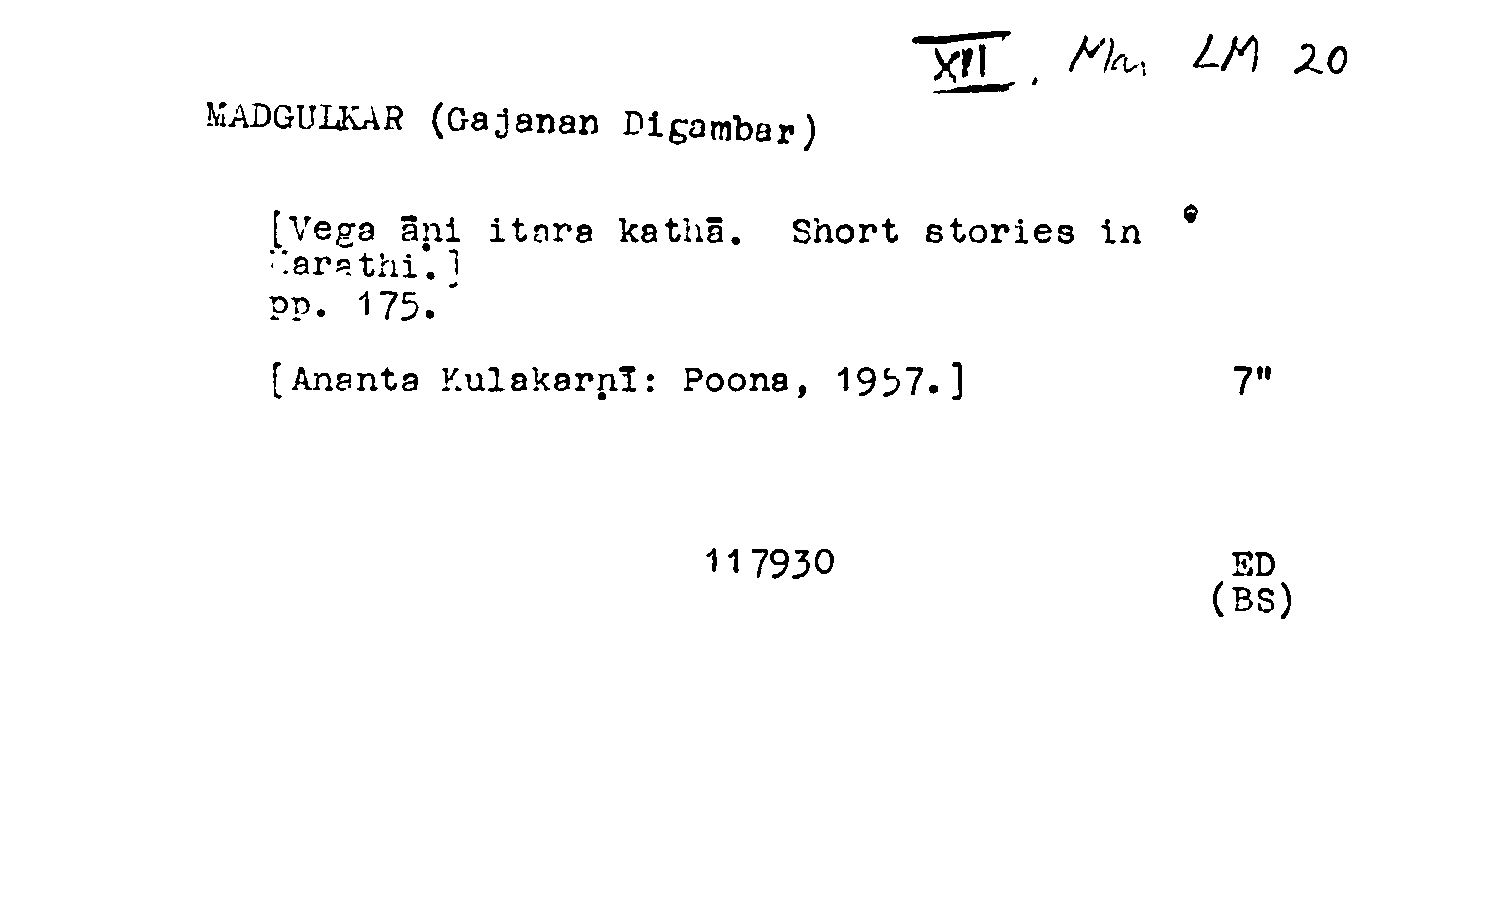 XII. Mar LM 20
MADGULKAR (Gajanan Digambar)
[Vega āṇi itara kathā. Short stories in
Marathi.]
pp. 175.
[Ananta Kulakarṇī: Poona, 1957.] 7"
117930 ED
(BS)